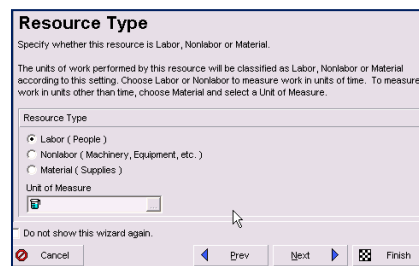 Resource Type
Specify whether this resource is Labor, Nonlabor or Material.
The units of work performed by this resource will be classified as Labor, Nonlabor or Material
according to this setting. Choose Labor or Nonlabor to measure work in units of time. To measure
work in units other than time, choose Material and select a Unit of Measure.
Resource Type
Labor ( People )
Nonlabor ( Machinery, Equipment, etc. )
Material ( Supplies )
Unit of Measure
...
Do not show this wizard again.
Cancel Prev Next Finish